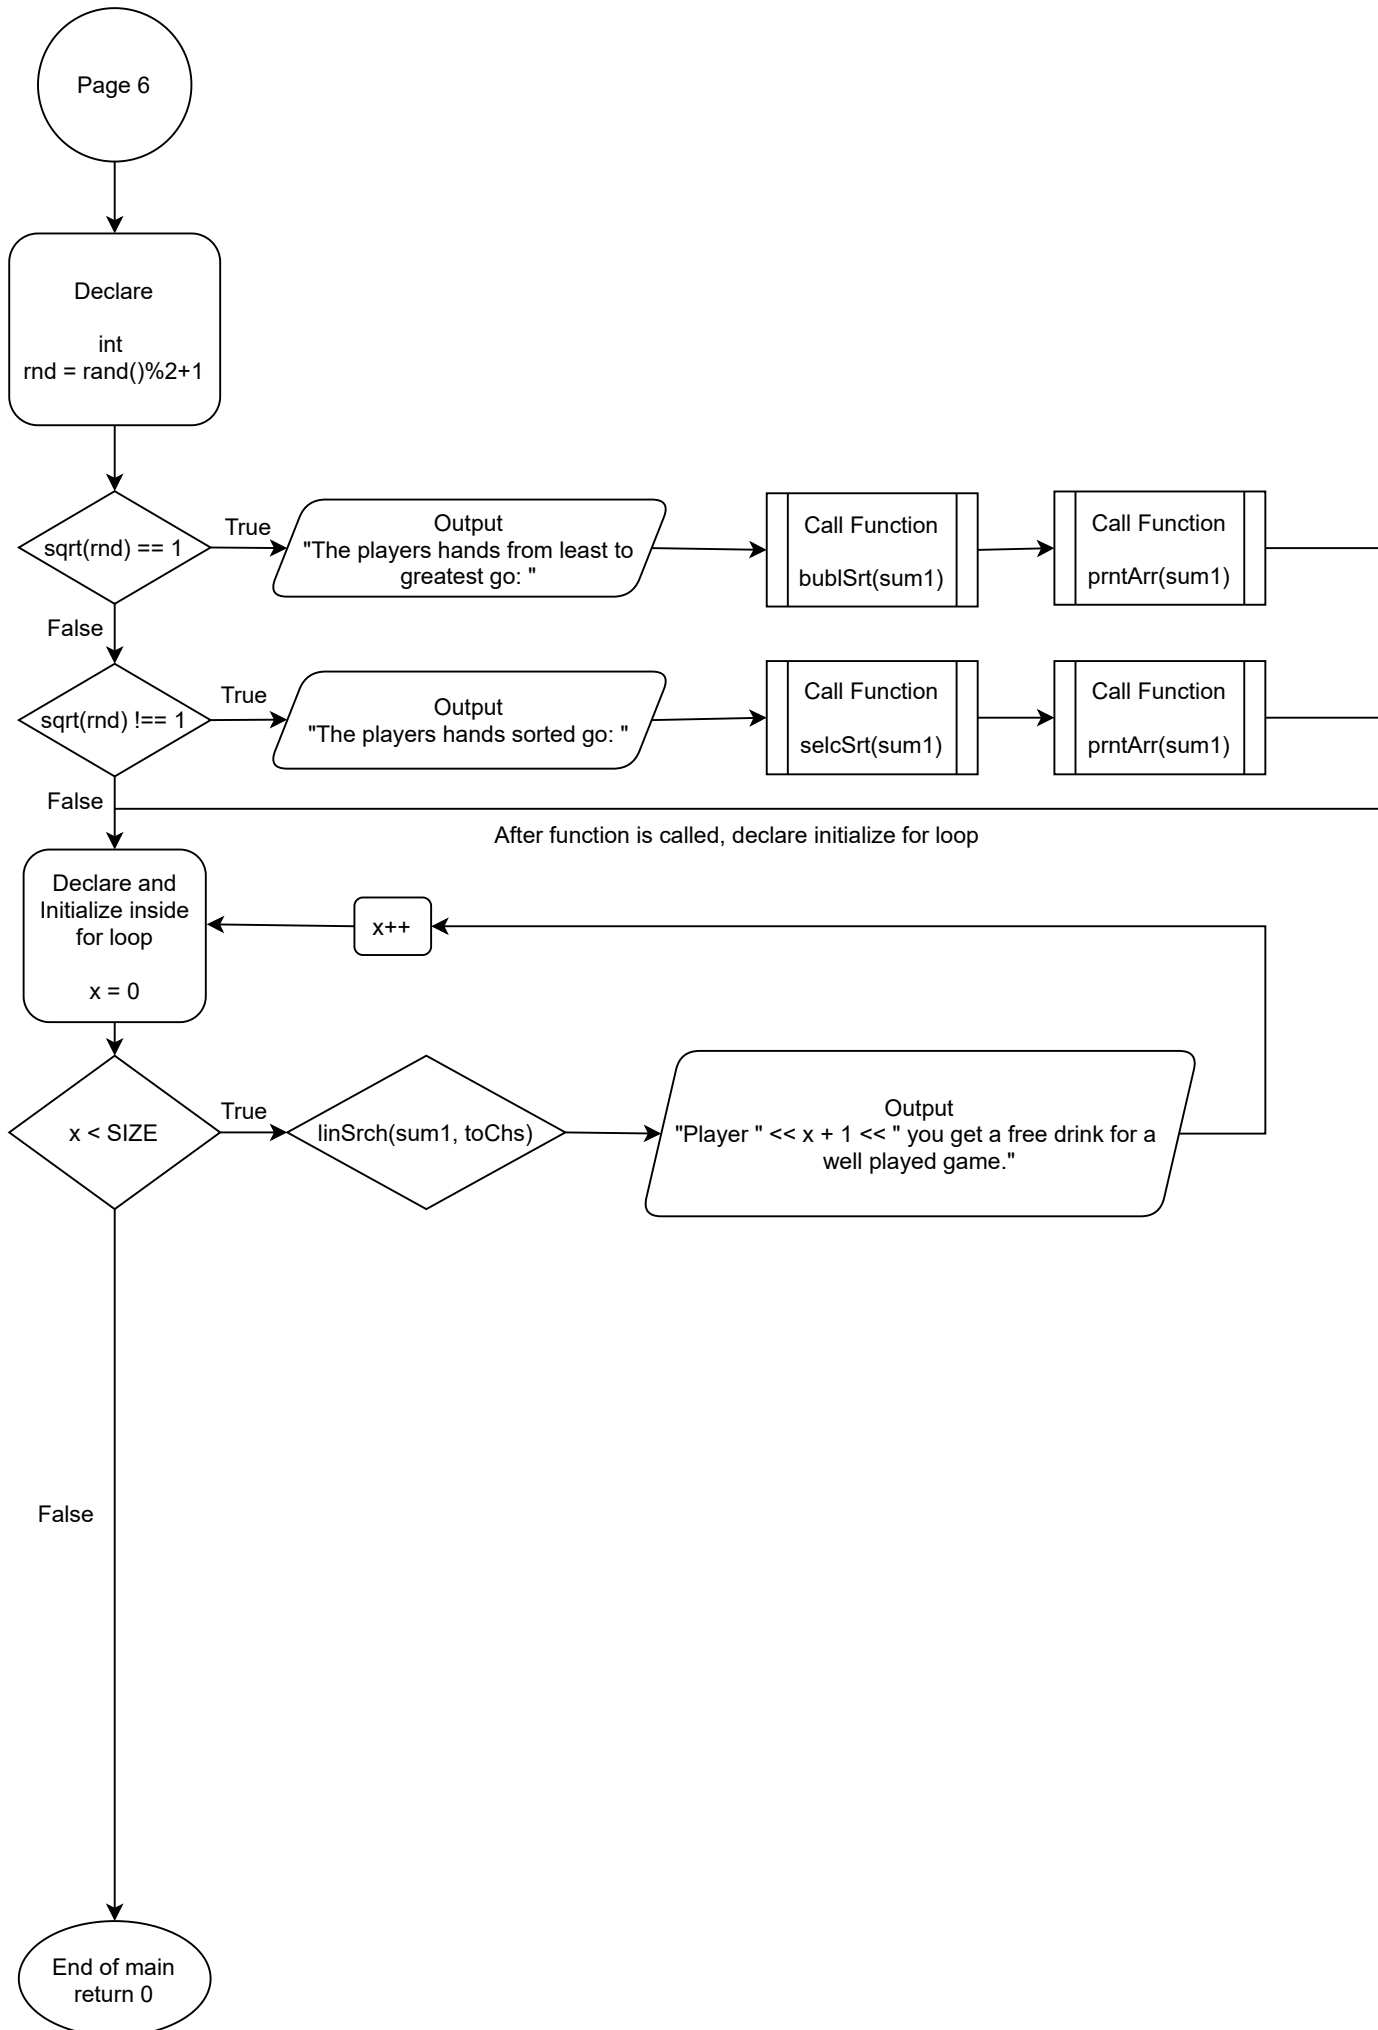 Page 6
Declare
int
rnd = rand()%2+1
sqrt(rnd) == 1
True
Output
"The players hands from least to
greatest go: "
Call Function
bublSrt(sum1)
Call Function
prntArr(sum1)
False
sqrt(rnd) !== 1
True
Output
"The players hands sorted go: "
Call Function
selcSrt(sum1)
Call Function
prntArr(sum1)
False
After function is called, declare initialize for loop
Declare and
Initialize inside
for loop
x = 0
x++
x < SIZE
True
linSrch(sum1, toChs)
Output
"Player " << x + 1 << " you get a free drink for a
well played game."
False
End of main
return 0